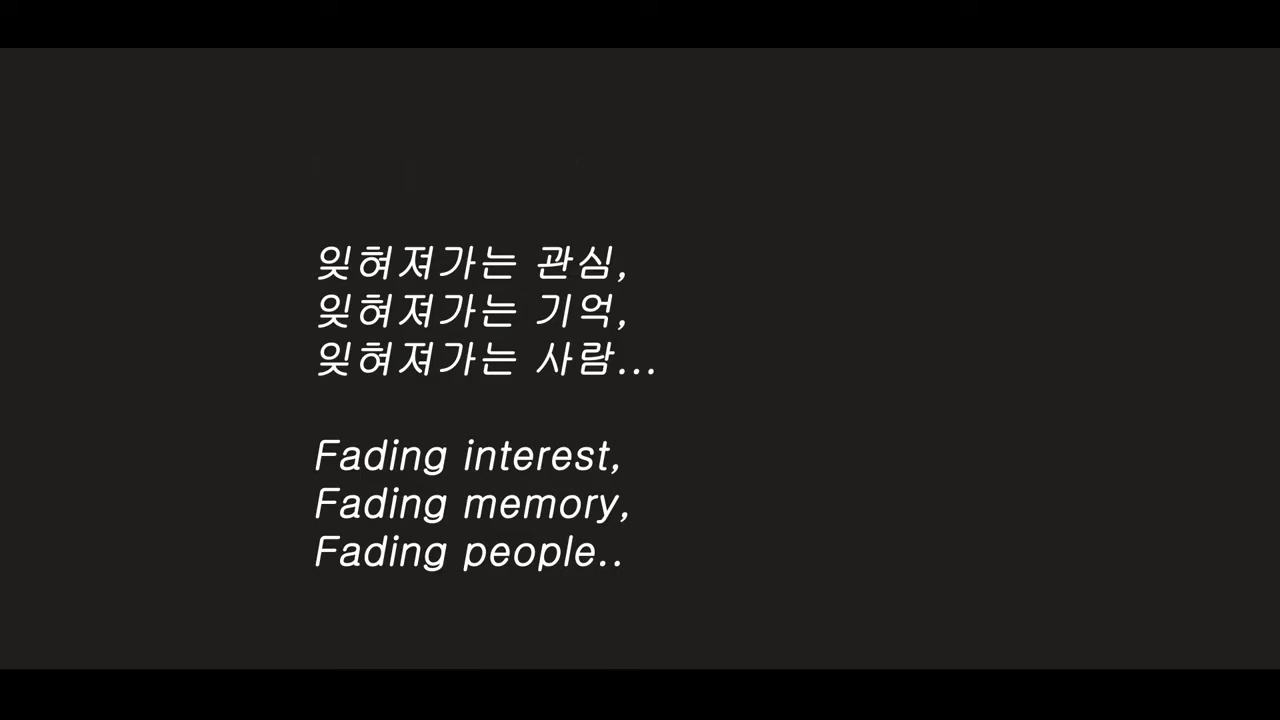 잊혀져가는 관심,
잊혀져가는 기억,
잊혀져가는 사람...
Fading interest,
Fading memory,
Fading people..